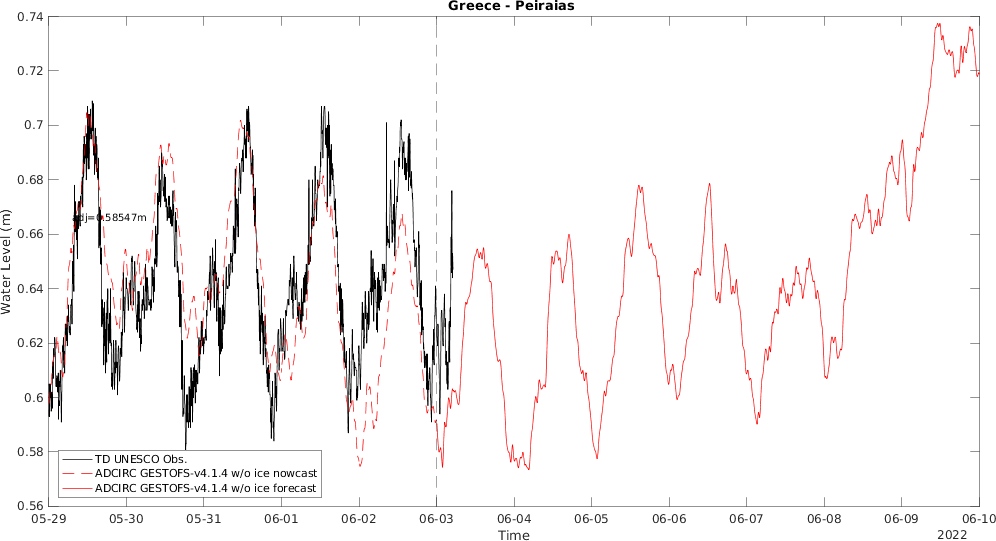 Greece - Peiraias
0.74
0.72
0.7
0.68
0.66
0.64
0.62
0.6
0.58
0.56
Water Level (m)
adj=0.58547m
TD UNESCO Obs.
ADCIRC GESTOFS-v4.1.4 w/o ice nowcast
ADCIRC GESTOFS-v4.1.4 w/o ice forecast
05-29 05-30 05-31 06-01 06-02 06-03 06-04 06-05 06-06 06-07 06-08 06-09 06-10
Time
2022